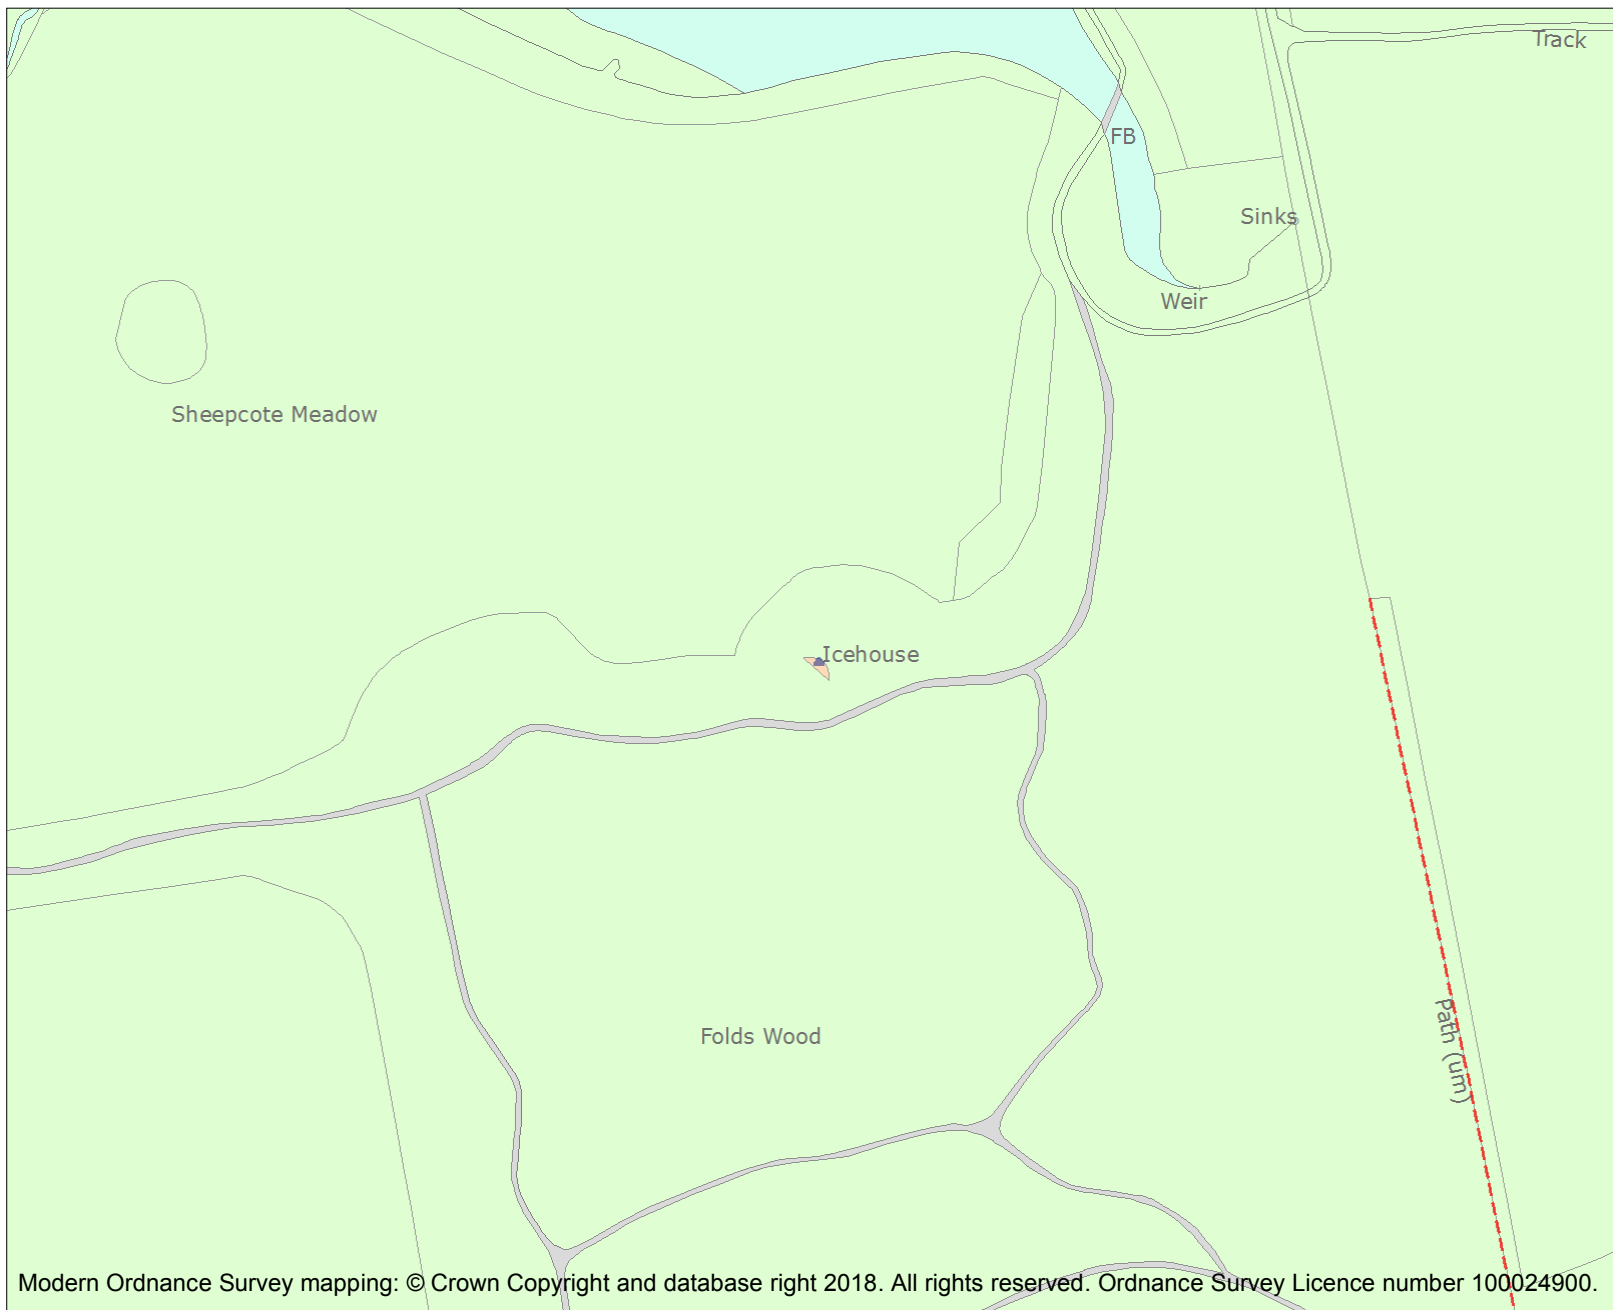 Track
FB
Sinks
Weir
Sheepcote Meadow
Icehouse
Path (um)
Folds Wood
Modern Ordnance Survey mapping: © Crown Copyright and database right 2018. All rights reserved. Ordnance Survey Licence number 100024900.